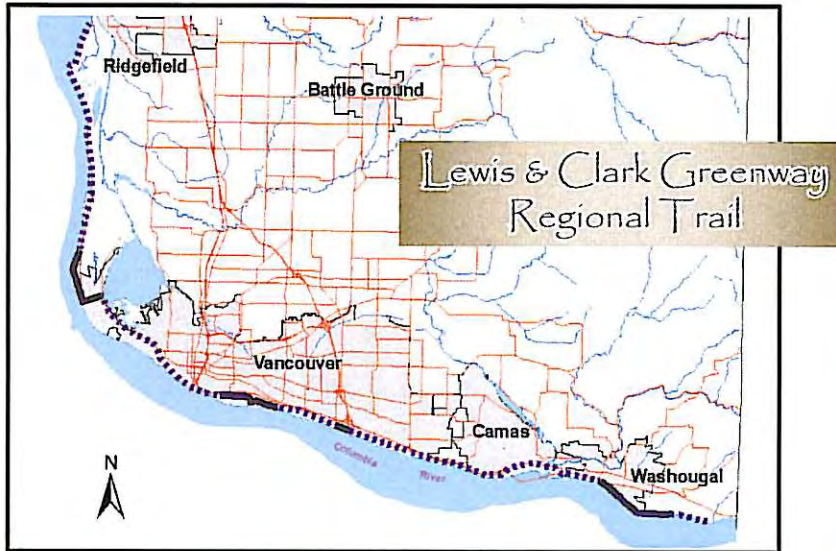 Ridgefield
Battle Ground
Lewis & Clark Greenway
Regional Trail
Vancouver
Camas
Columbia River
Washougal
N